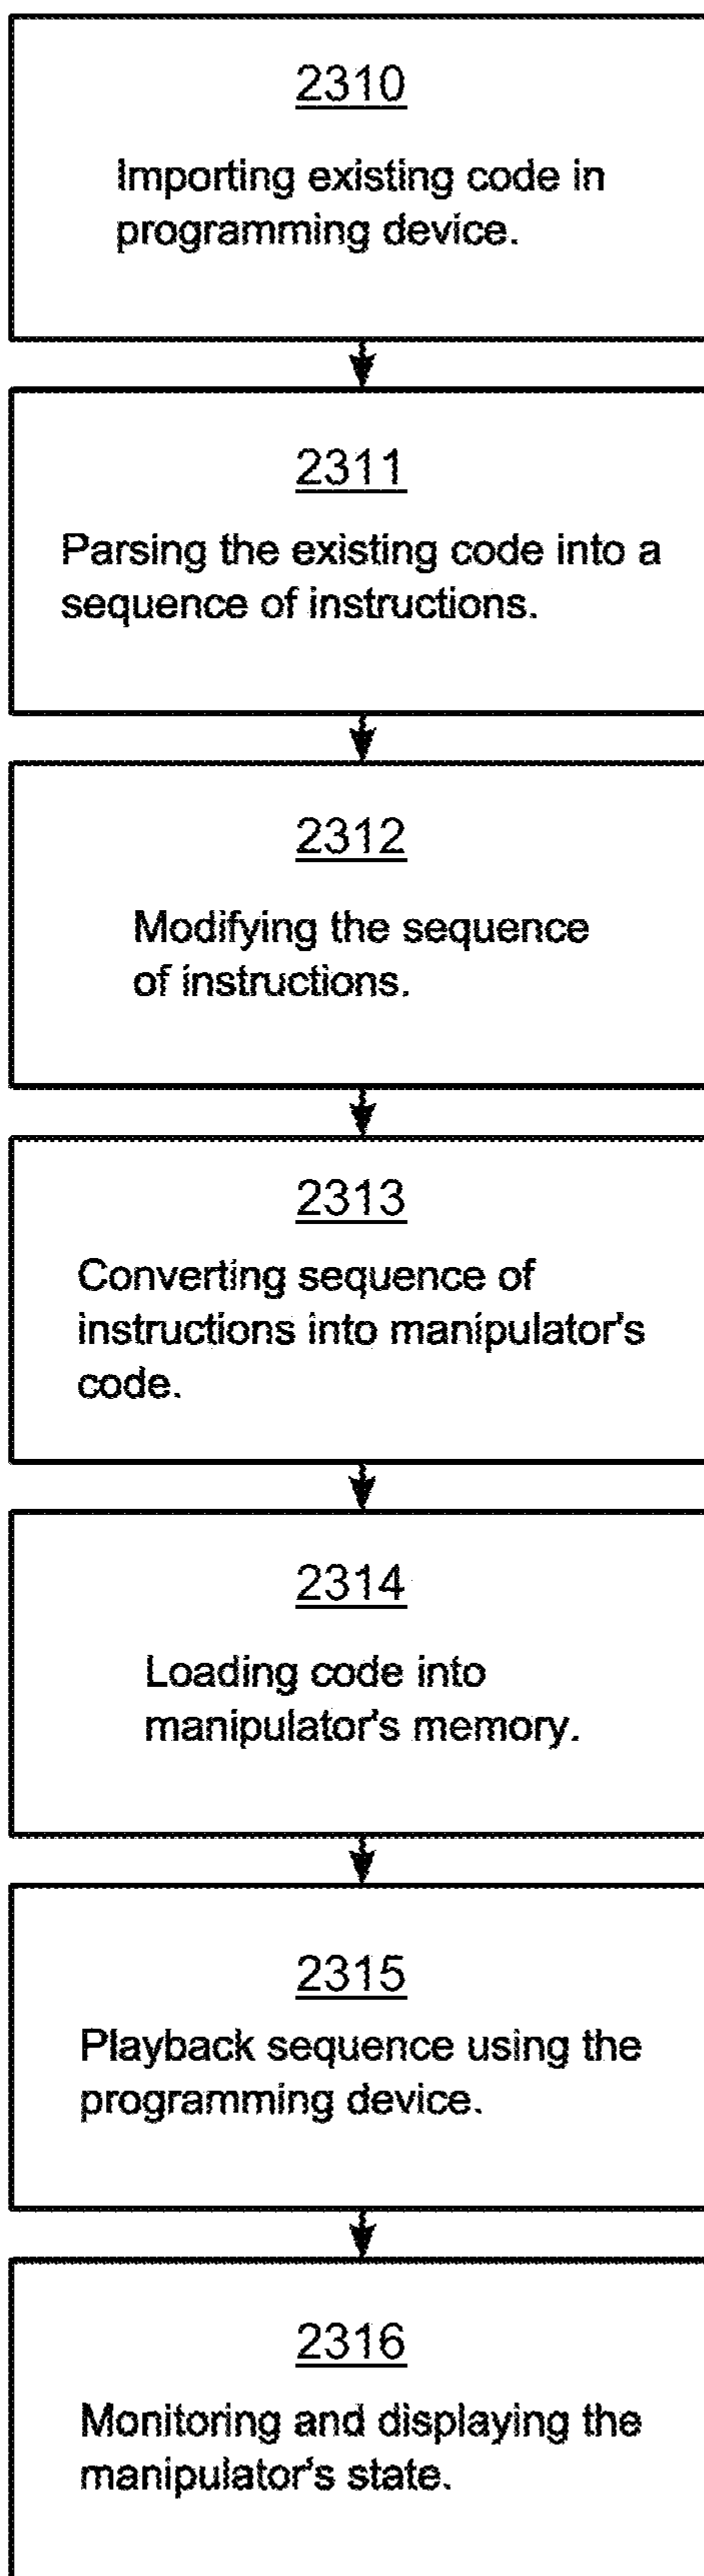 2310
Importing existing code in
programming device.
2311
Parsing the existing code into a
sequence of instructions.
2312
Modifying the sequence
of instructions.
2313
Converting sequence of
instructions into manipulator's
code.
2314
Loading code into
manipulator's memory.
2315
Playback sequence using the
programming device.
2316
Monitoring and displaying the
manipulator's state.